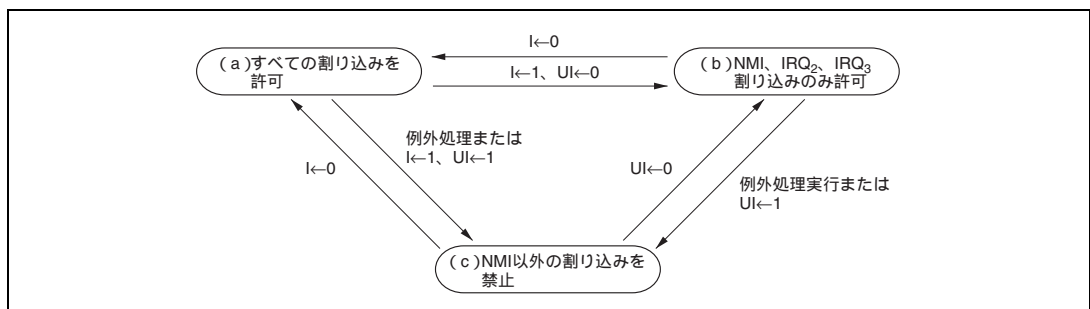 I←0
(a)すべての割り込みを
許可
I←1、UI←0
(b)NMI、IRQ2、IRQ3
割り込みのみ許可
例外処理または
I←1、UI←1
I←0
UI←0
例外処理実行または
UI←1
(c)NMI以外の割り込みを
禁止